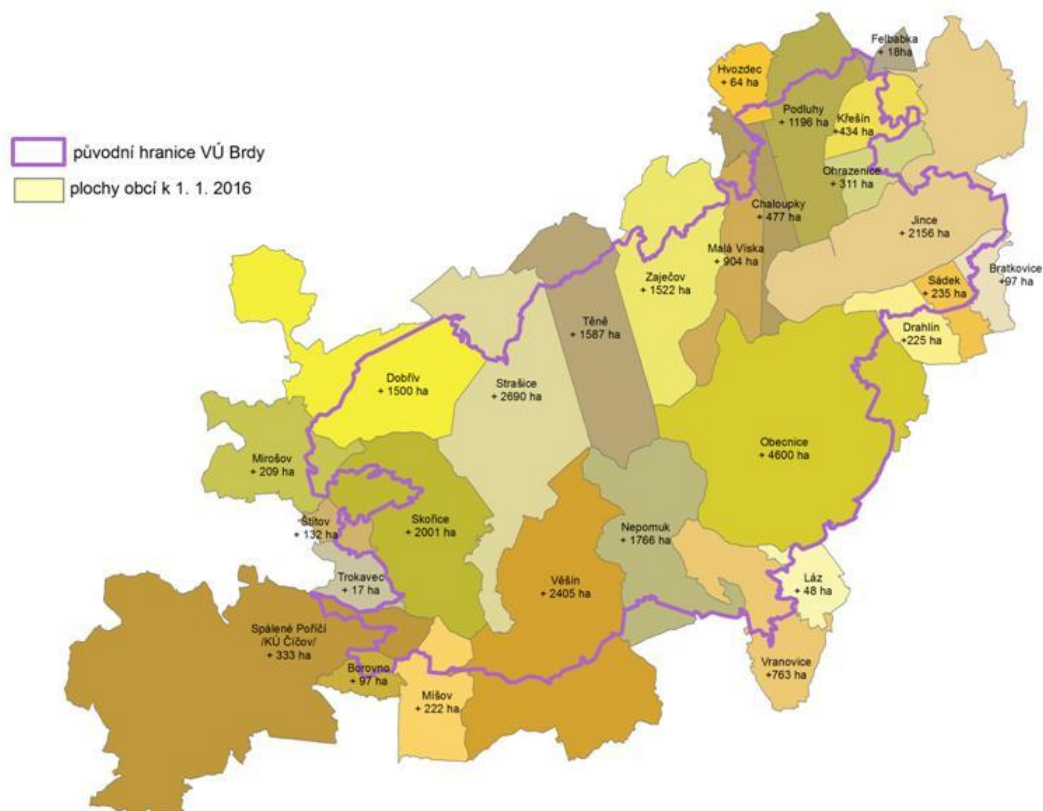 Felbabka
+ 18ha
Hvozdec
+ 64 ha
Podluhy
+ 1196 ha
Křešín
+434 ha
původní hranice VÚ Brdy
plochy obcí k 1. 1. 2016
Ohrazenice
+ 311 ha
Chaloupky
+ 477 ha
Jince
+ 2156 ha
Malá Víska
+ 904 ha
Zaječov
+ 1522 ha
Bratkovice
+97 ha
Sádek
+ 235 ha
Těně
+ 1587 ha
Drahlín
+225 ha
Dobřív
+ 1500 ha
Strašice
+ 2690 ha
Obecnice
+ 4600 ha
Mirošov
+ 209 ha
Skořice
+ 2001 ha
Štítov
+ 132 ha
Nepomuk
+ 1766 ha
Trokavec
+ 17 ha
Věšín
+ 2405 ha
Láz
+ 48 ha
Spálené Poříčí
/KÚ Číčov/
+ 333 ha
Borovno
+ 97 ha
Míšov
+ 222 ha
Vranovice
+763 ha